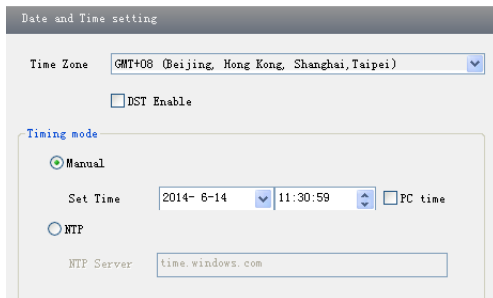 Date and Time setting
Time Zone GMT+08 (Beijing, Hong Kong, Shanghai,Taipei)
DST Enable
Timing mode
Manual
Set Time 2014- 6-14 11:30:59 PC time
NTP
NTP Server time.windows.com